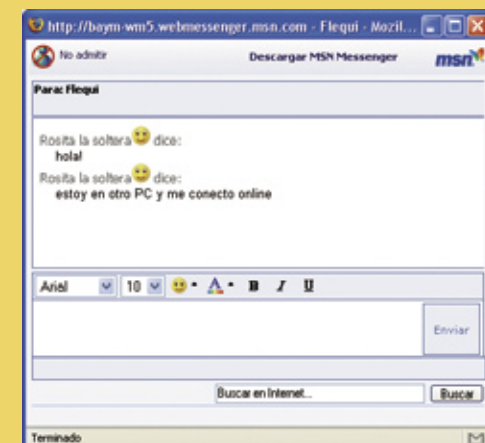 http://baym-wm5.webmessenger.msn.com - Flequi - Mozil...
No admitir
Descargar MSN Messenger
msn
Para: Flequi
Rosita la soltera dice:
hola!
Rosita la soltera dice:
estoy en otro PC y me conecto online
Arial 10 A B I U
Enviar
Buscar en Internet... Buscar
Terminado